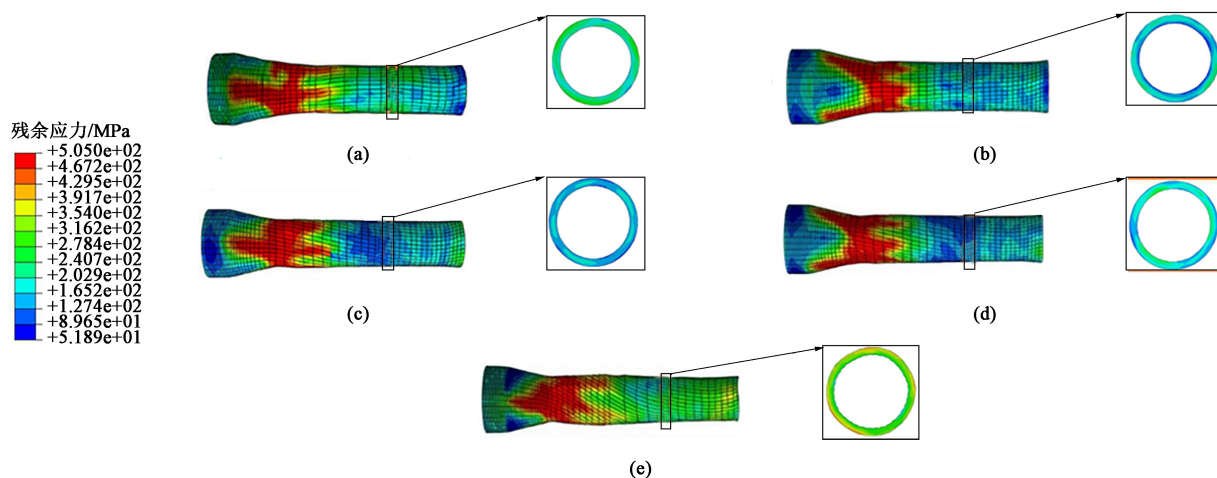 残余应力/MPa
+5.050e+02
+4.672e+02
+4.295e+02
+3.917e+02
+3.540e+02
+3.162e+02
+2.784e+02
+2.407e+02
+2.029e+02
+1.652e+02
+1.274e+02
+8.965e+01
+5.189e+01
(a)
(b)
(c)
(d)
(e)